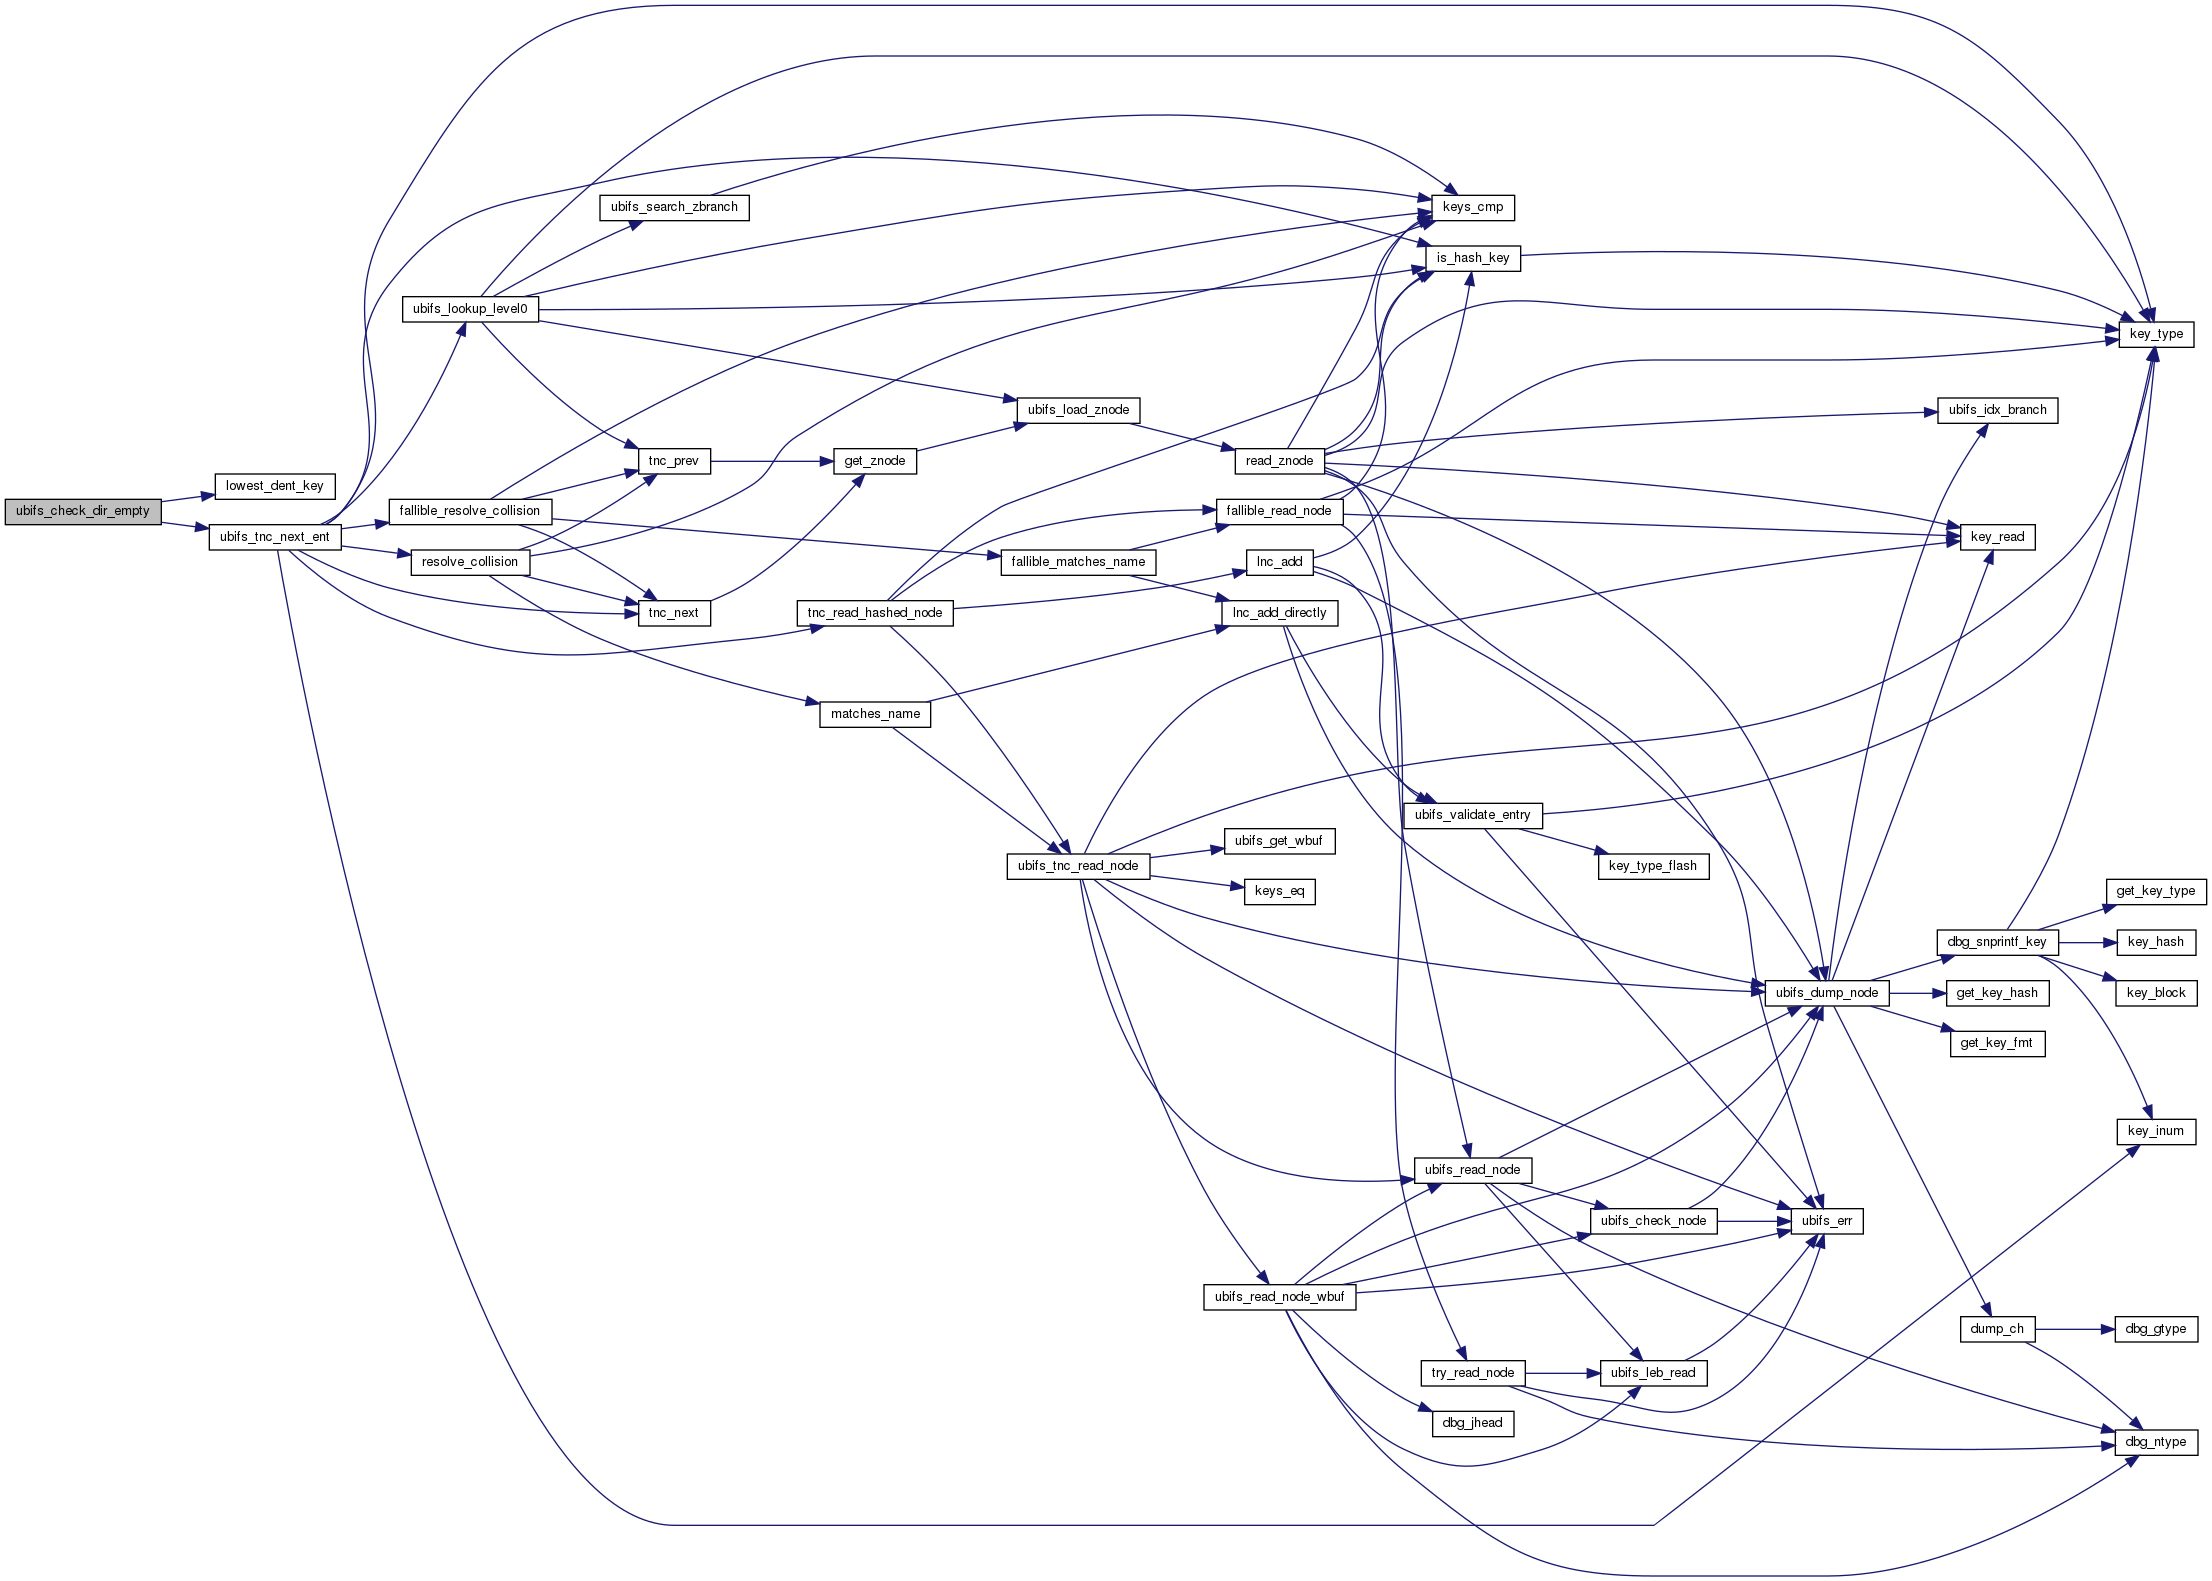 ubifs_check_dir_empty
lowest_dent_key
ubifs_tnc_next_ent
ubifs_lookup_level0
fallible_resolve_collision
resolve_collision
ubifs_search_zbranch
tnc_prev
tnc_next
get_znode
tnc_read_hashed_node
matches_name
ubifs_load_znode
fallible_matches_name
ubifs_tnc_read_node
read_znode
fallible_read_node
lnc_add
lnc_add_directly
ubifs_get_wbuf
keys_eq
ubifs_read_node_wbuf
keys_cmp
is_hash_key
ubifs_validate_entry
ubifs_read_node
try_read_node
dbg_jhead
key_type_flash
ubifs_check_node
ubifs_leb_read
ubifs_dump_node
ubifs_err
ubifs_idx_branch
key_read
dbg_snprintf_key
get_key_hash
get_key_fmt
dump_ch
key_type
get_key_type
key_hash
key_block
key_inum
dbg_gtype
dbg_ntype